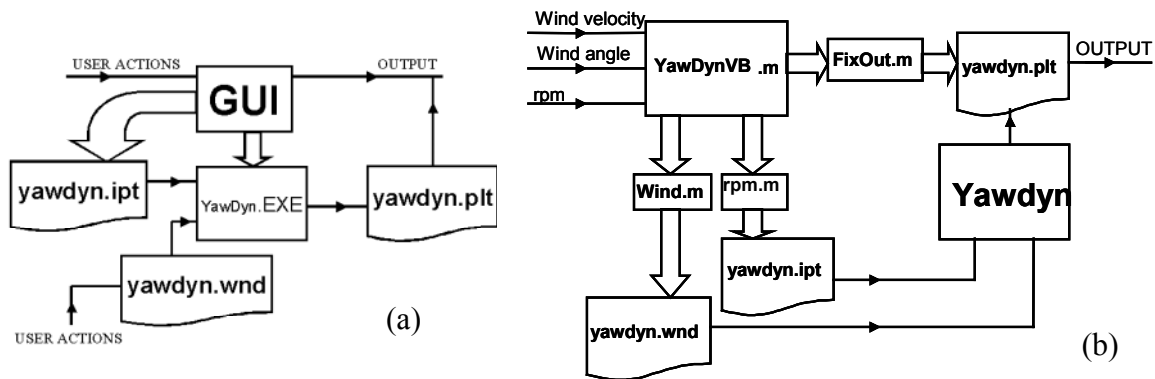 USER ACTIONS
OUTPUT
GUI
yawdyn.ipt
YawDyn.EXE
yawdyn.plt
yawdyn.wnd
USER ACTIONS
(a)
Wind velocity
Wind angle
rpm
YawDynVB .m
FixOut.m
yawdyn.plt
OUTPUT
Wind.m
rpm.m
Yawdyn
yawdyn.ipt
yawdyn.wnd
(b)